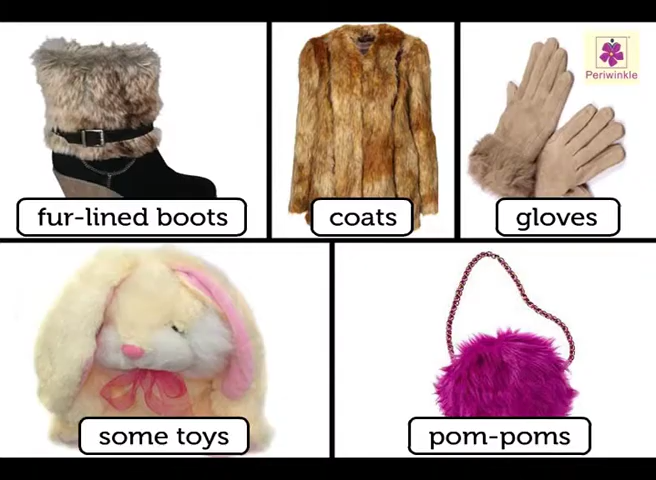 Periwinkle
fur-lined boots
coats
gloves
some toys
pom-poms